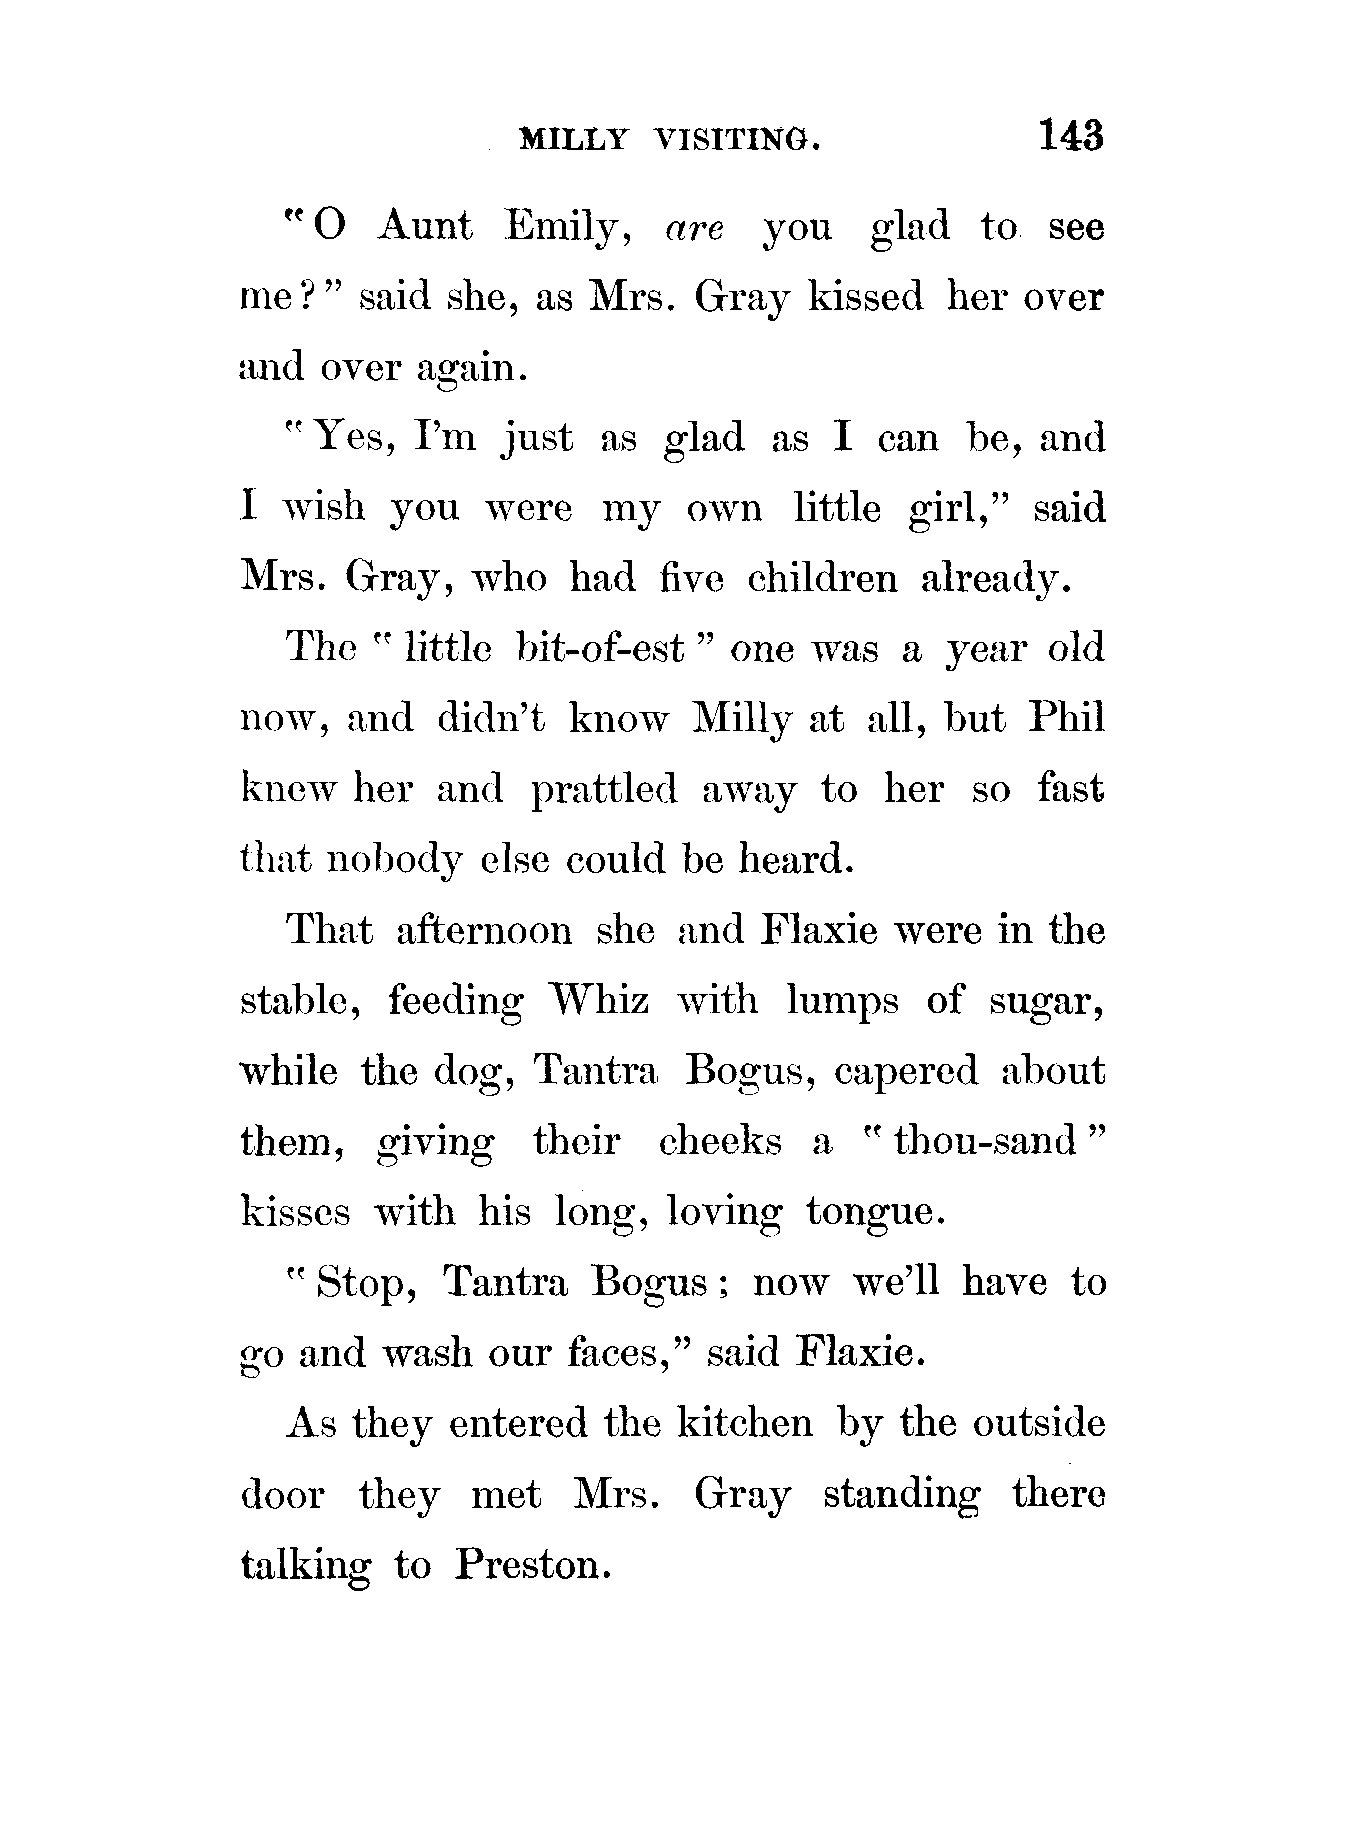 MILLY VISITING. 143
"O Aunt Emily, are you glad to see
me?" said she, as Mrs. Gray kissed her over
and over again.
"Yes, I'm just as glad as I can be, and
I wish you were my own little girl," said
Mrs. Gray, who had five children already.
The "little bit-of-est" one was a year old
now, and didn't know Milly at all, but Phil
knew her and prattled away to her so fast
that nobody else could be heard.
That afternoon she and Flaxie were in the
stable, feeding Whiz with lumps of sugar,
while the dog, Tantra Bogus, capered about
them, giving their cheeks a "thou-sand"
kisses with his long, loving tongue.
"Stop, Tantra Bogus; now we'll have to
go and wash our faces," said Flaxie.
As they entered the kitchen by the outside
door they met Mrs. Gray standing there
talking to Preston.